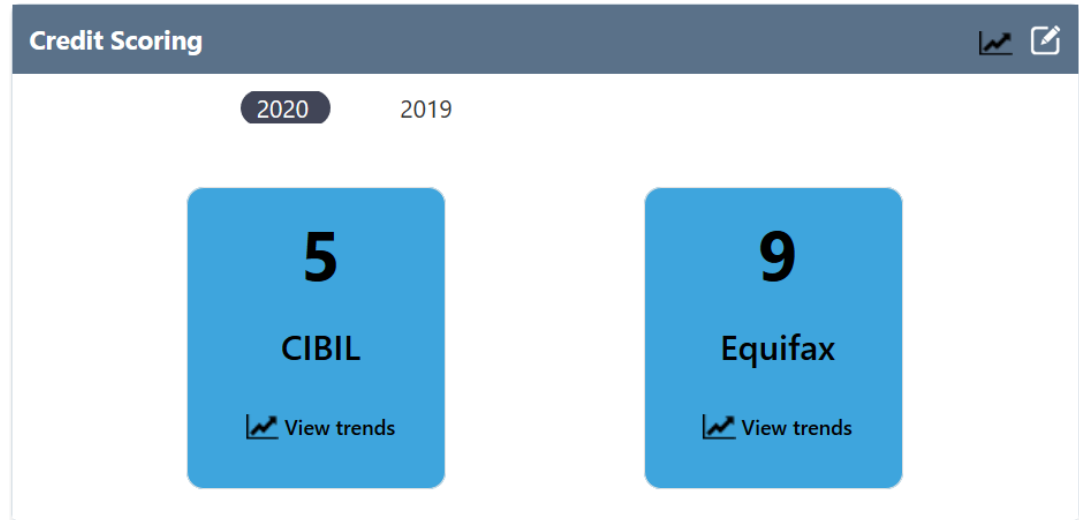 Credit Scoring
2020 2019
5 9
CIBIL Equifax
View trends View trends